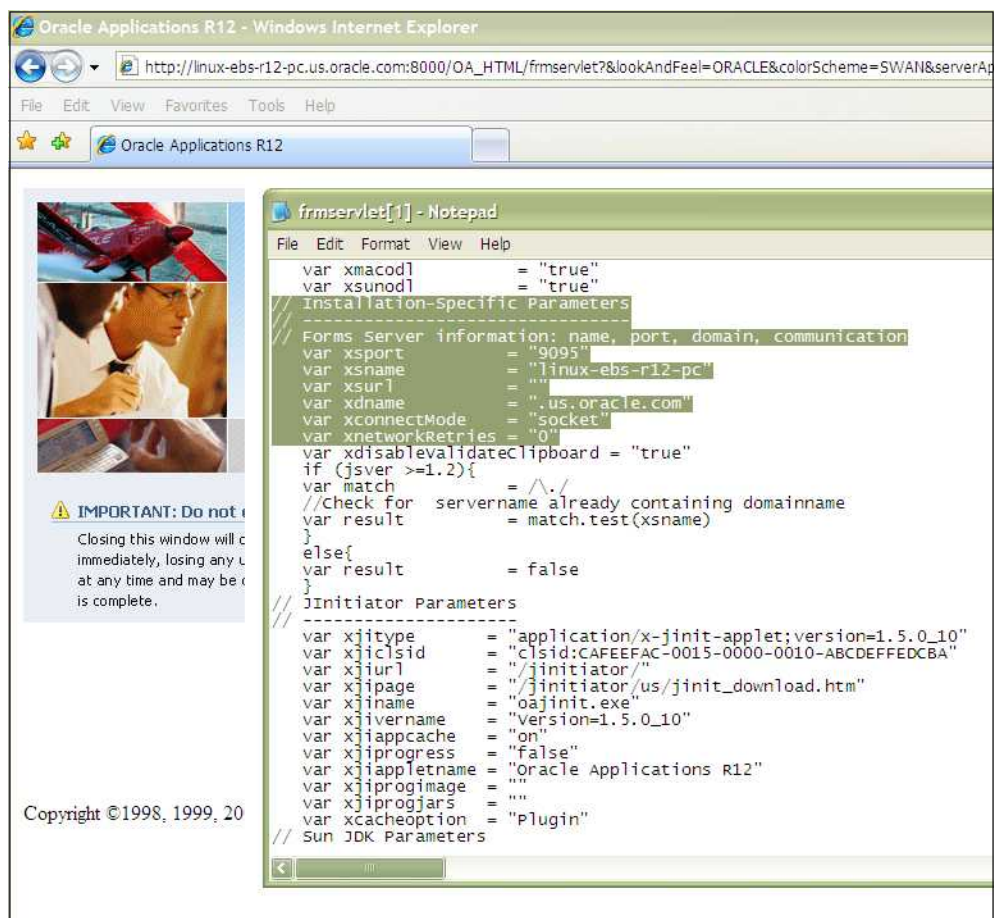 Oracle Applications R12 - Windows Internet Explorer
http://linux-ebs-r12-pc.us.oracle.com:8000/OA_HTML/frmservlet?&lookAndFeel=ORACLE&colorScheme=SWAN&serverAp
File Edit View Favorites Tools Help
Oracle Applications R12
frmservlet[1] - Notepad
File Edit Format View Help
var xmacodl = "true"
var xsunodl = "true"
// Installation-Specific Parameters
// ---------------------------------
// Forms Server information: name, port, domain, communication
var xsport = "9095"
var xsname = "linux-ebs-r12-pc"
var xsurl = ""
var xdname = ".us.oracle.com"
var xconnectMode = "socket"
var xnetworkRetries = "0"
var xdisableValidateClipboard = "true"
if (jsver >=1.2){
var match = /\./
//Check for servername already containing domainname
var result = match.test(xsname)
}
else{
var result = false
}
// JInitiator Parameters
// ---------------------
var xjitype = "application/x-jinit-applet;version=1.5.0_10"
var xjiclsid = "clsid:CAFEEFAC-0015-0000-0010-ABCDEFFEDCBA"
var xjiurl = "/jinitiator/"
var xjipage = "/jinitiator/us/jinit_download.htm"
var xjiname = "oajinit.exe"
var xjivername = "Version=1.5.0_10"
var xjiappcache = "on"
var xjiprogress = "false"
var xjiappletname = "Oracle Applications R12"
var xjiprogimage = ""
var xjiprogjars = ""
var xcacheoption = "Plugin"
// Sun JDK Parameters
IMPORTANT: Do not
Closing this window will
immediately, losing any
at any time and may be
is complete.
Copyright ©1998, 1999, 20